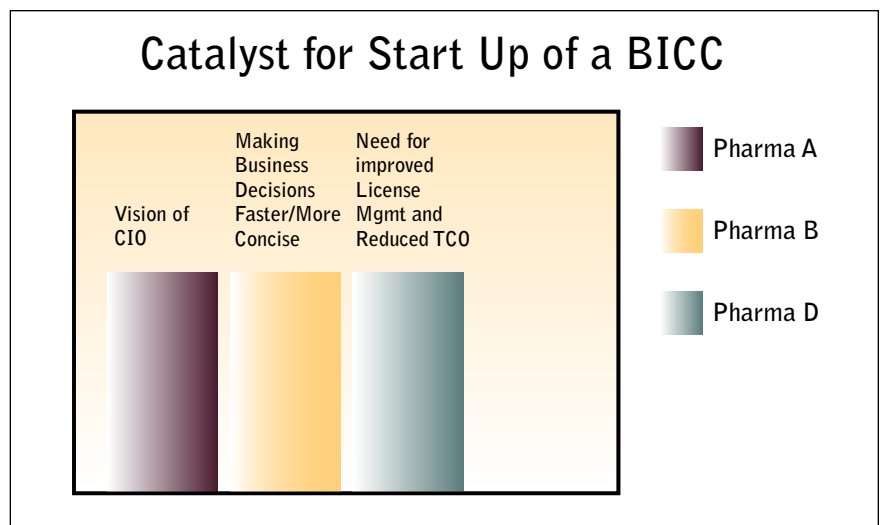 Catalyst for Start Up of a BICC
Vision of
CIO
Making
Business
Decisions
Faster/More
Concise
Need for
improved
License
Mgmt and
Reduced TCO
Pharma A
Pharma B
Pharma D